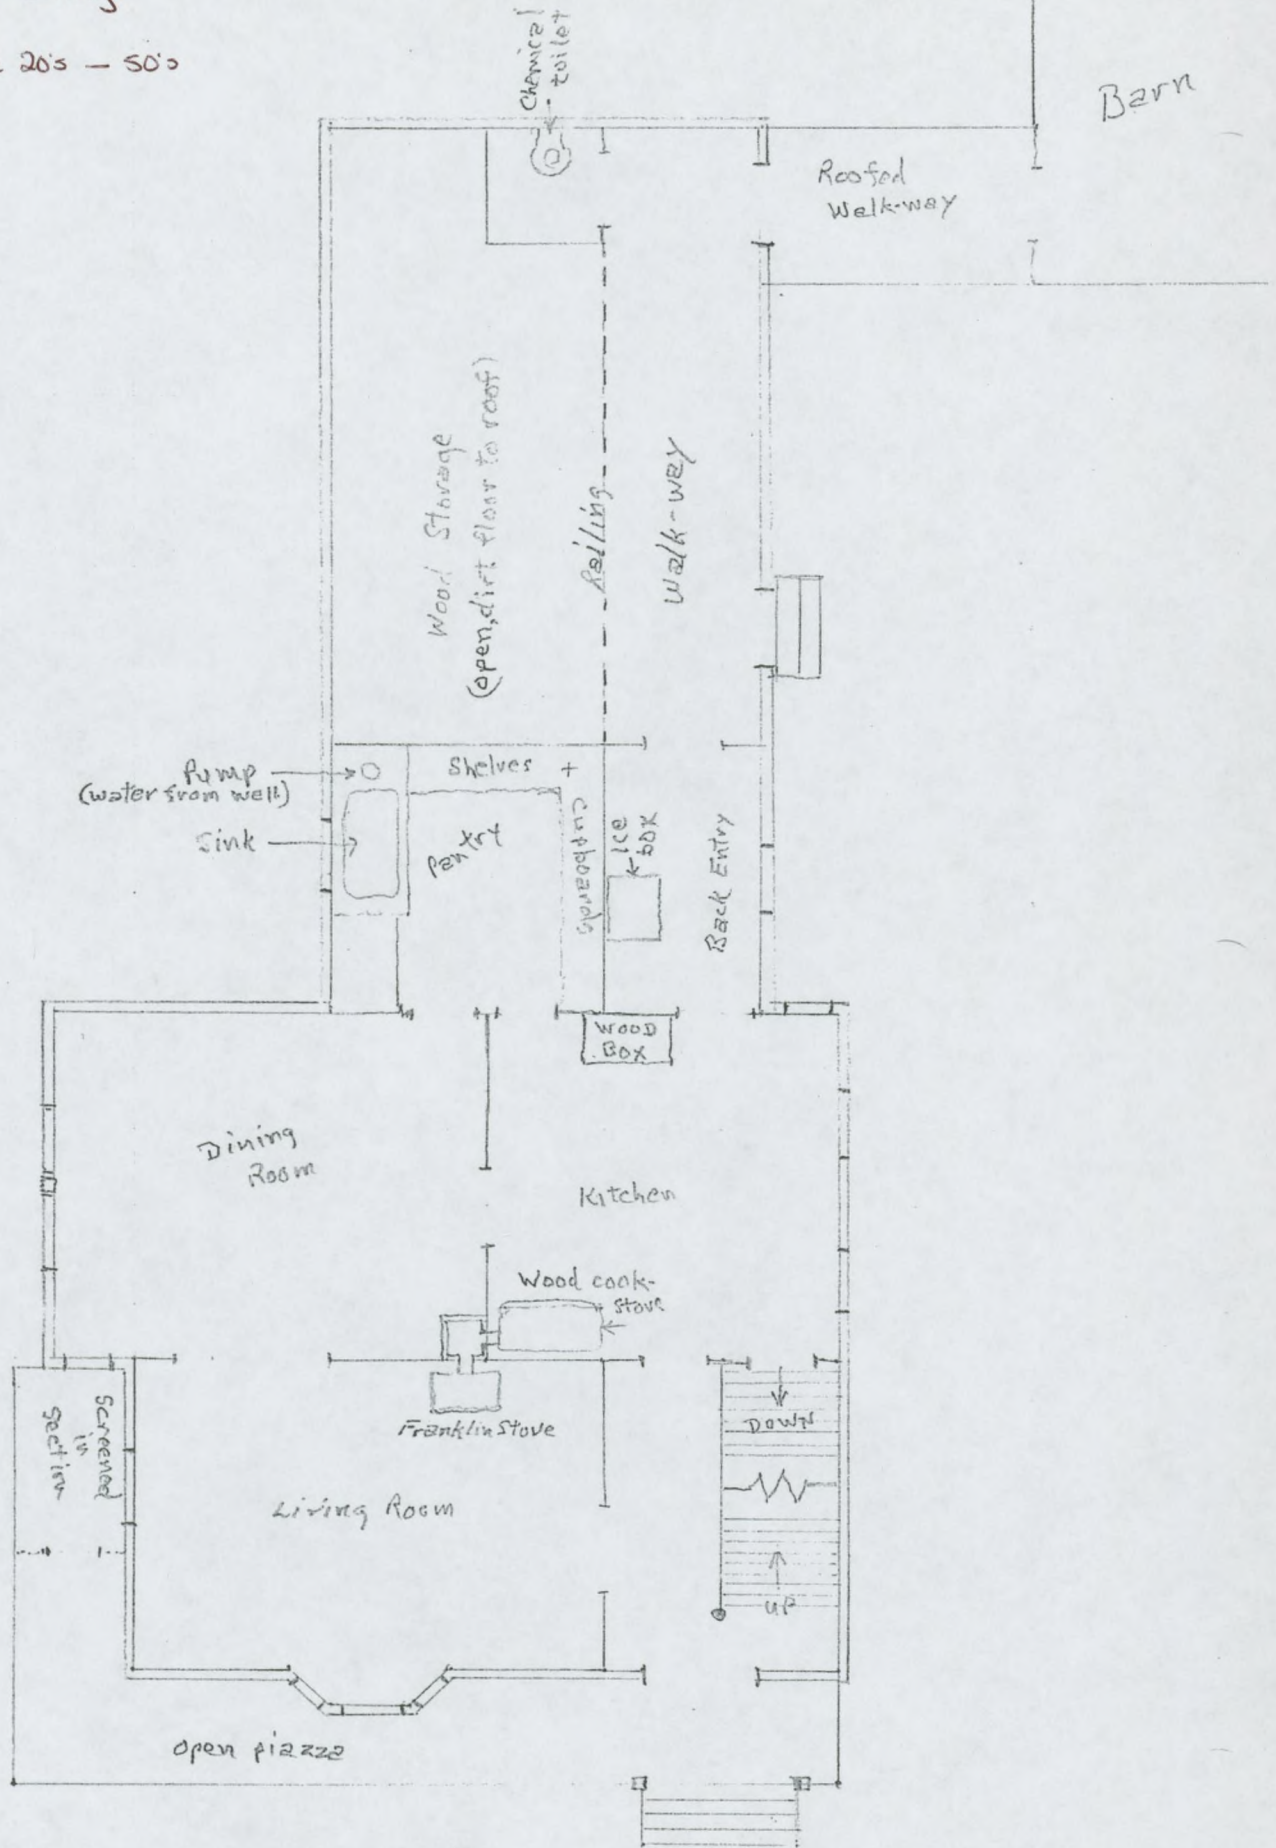 20's – 50's
Chemical
toilet
Barn
Roofed
Walk-way
Wood Storage
(open, dirt floor to roof)
Railing
Walk-way
Pump
(water from well)
Sink
Shelves +
cupboards
Pantry
Ice
box
Back Entry
WOOD
BOX
Dining
Room
Kitchen
Wood cook-
stove
Franklin Stove
Screened
in
section
Living Room
DOWN
UP
open piazza